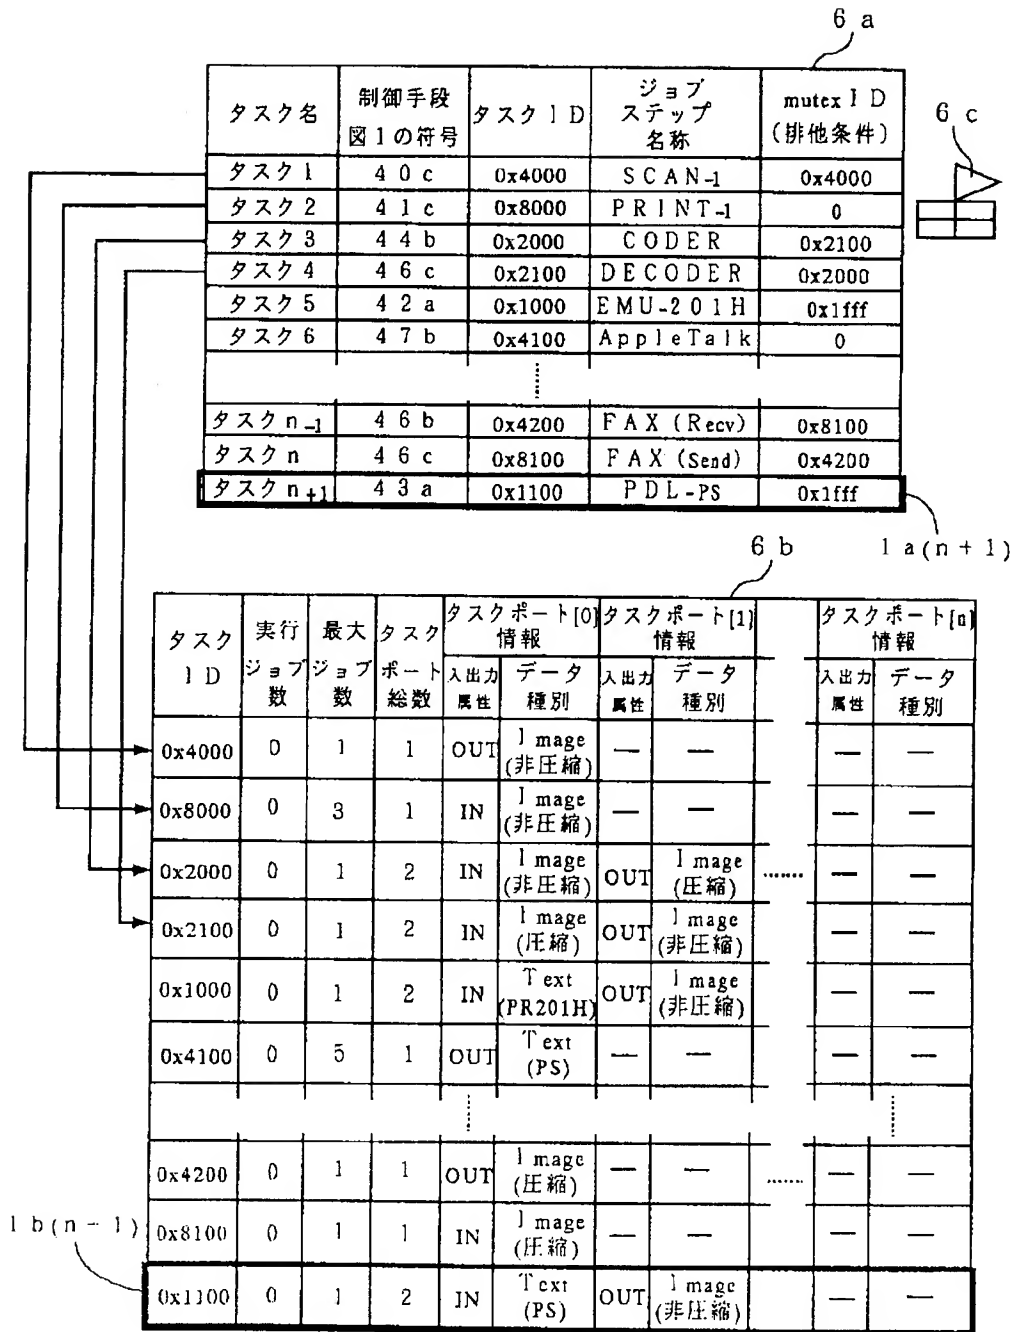 6 a
タスク名 制御手段 図1の符号 タスクID ジョブステップ名称 mutex ID (排他条件)
6 c
タスク1 40c 0x4000 SCAN-1 0x4000
タスク2 41c 0x8000 PRINT-1 0
タスク3 44b 0x2000 CODER 0x2100
タスク4 46c 0x2100 DECODER 0x2000
タスク5 42a 0x1000 EMU-201H 0x1fff
タスク6 47b 0x4100 AppleTalk 0
タスクn-1 46b 0x4200 FAX (Recv) 0x8100
タスクn 46c 0x8100 FAX (Send) 0x4200
タスクn+1 43a 0x1100 PDL-PS 0x1fff
6 b
1 a(n+1)
タスクID 実行ジョブ数 最大ジョブ数 タスクポート総数 タスクポート[0]情報 タスクポート[1]情報 タスクポート[n]情報
入出力属性 データ種別 入出力属性 データ種別 入出力属性 データ種別
0x4000 0 1 1 OUT Image (非圧縮) — — — —
0x8000 0 3 1 IN Image (非圧縮) — — — —
0x2000 0 1 2 IN Image (非圧縮) OUT Image (圧縮) …… — —
0x2100 0 1 2 IN Image (圧縮) OUT Image (非圧縮) — —
0x1000 0 1 2 IN Text (PR201H) OUT Image (非圧縮) — —
0x4100 0 5 1 OUT Text (PS) — — — —
0x4200 0 1 1 OUT Image (圧縮) — — …… — —
1 b(n-1)
0x8100 0 1 1 IN Image (圧縮) — — — —
0x1100 0 1 2 IN Text (PS) OUT Image (非圧縮) — —